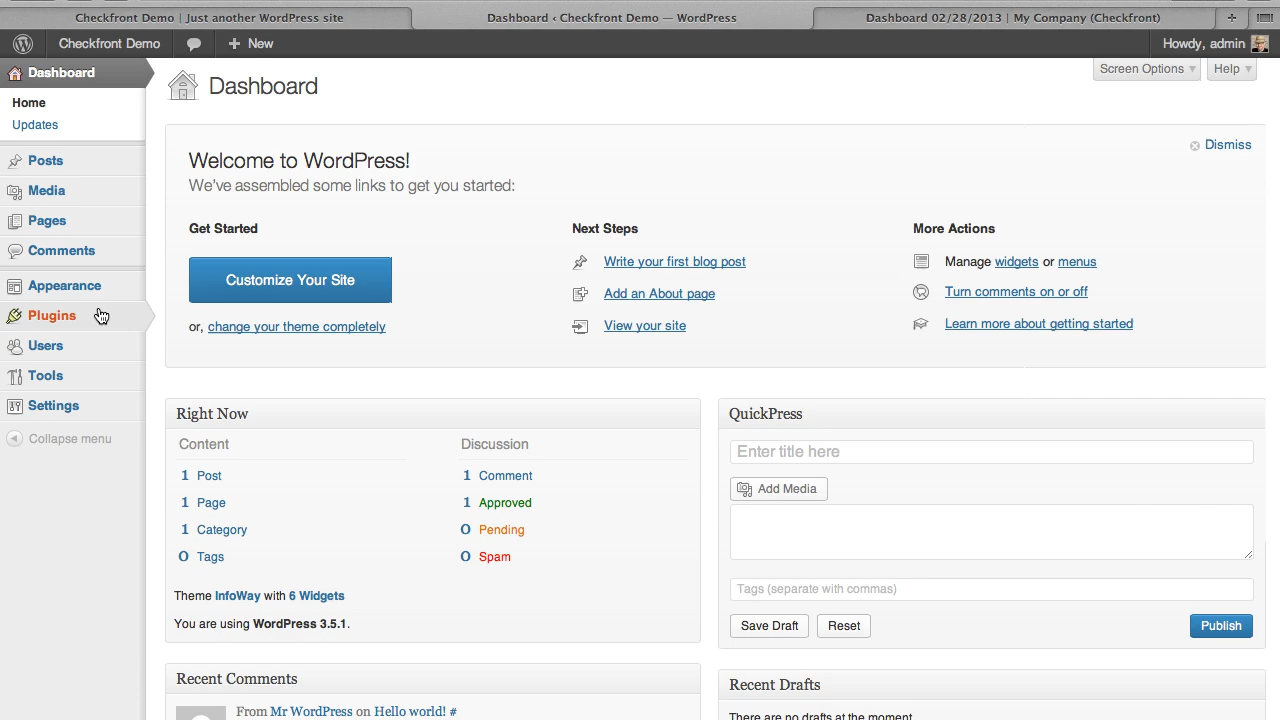 Checkfront Demo | Just another WordPress site
Dashboard ‹ Checkfront Demo — WordPress
Dashboard 02/28/2013 | My Company (Checkfront)
Checkfront Demo
+ New
Howdy, admin
Dashboard
Home
Updates
Posts
Media
Pages
Comments
Appearance
Plugins
Users
Tools
Settings
Collapse menu
Screen Options
Help
Dashboard
Dismiss
Welcome to WordPress!
We've assembled some links to get you started:
Get Started
Customize Your Site
or, change your theme completely
Next Steps
Write your first blog post
Add an About page
View your site
More Actions
Manage widgets or menus
Turn comments on or off
Learn more about getting started
Right Now
Content
Discussion
1 Post
1 Comment
1 Page
1 Approved
1 Category
0 Pending
0 Tags
0 Spam
Theme InfoWay with 6 Widgets
You are using WordPress 3.5.1.
Recent Comments
From Mr WordPress on Hello world! #
QuickPress
Enter title here
Add Media
Tags (separate with commas)
Save Draft
Reset
Publish
Recent Drafts
There are no drafts at the moment